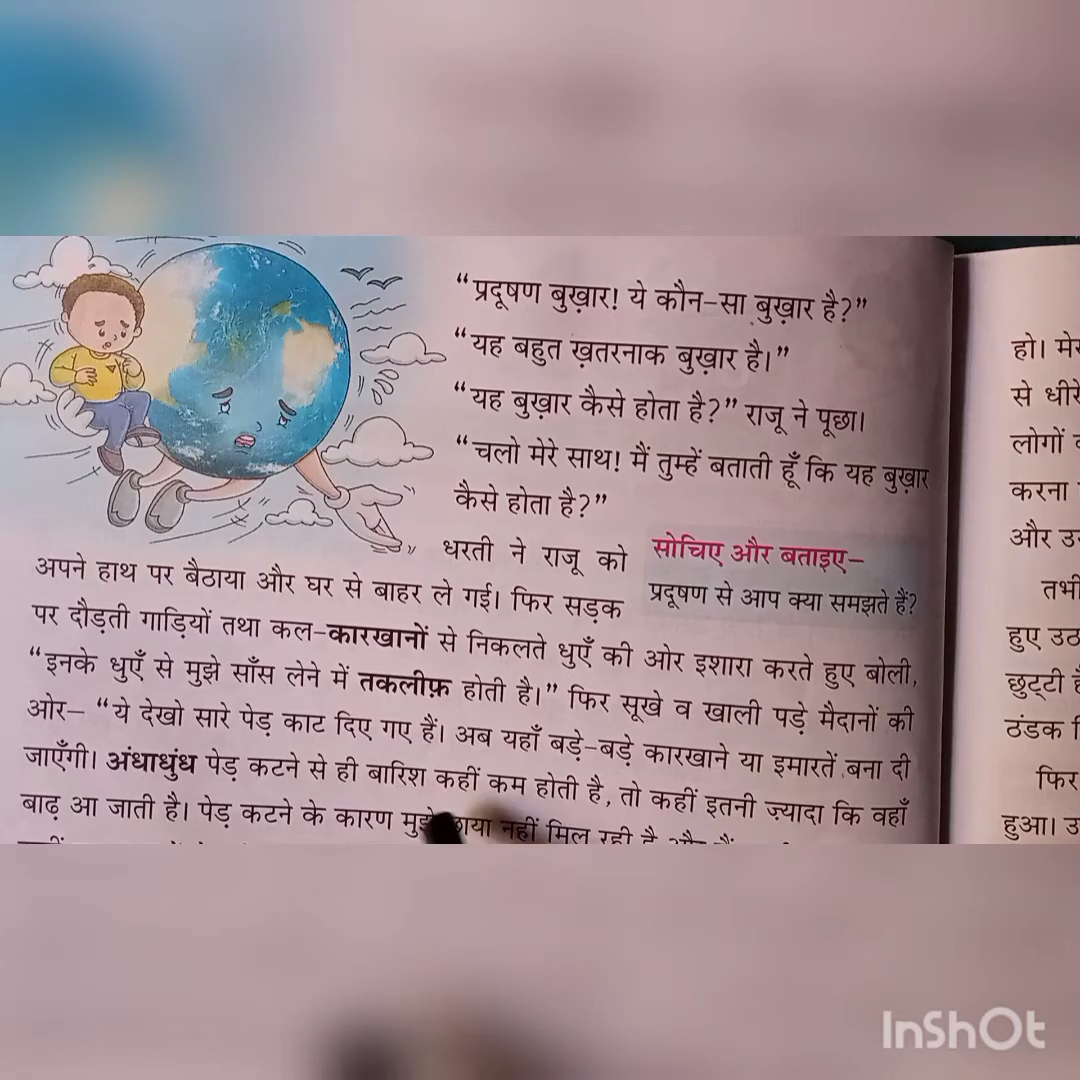 “प्रदूषण बुख़ार! ये कौन-सा बुख़ार है?”
“यह बहुत ख़तरनाक बुख़ार है।”
“यह बुख़ार कैसे होता है?” राजू ने पूछा।
“चलो मेरे साथ! मैं तुम्हें बताती हूँ कि यह बुख़ार
कैसे होता है?”
धरती ने राजू को
सोचिए और बताइए–
प्रदूषण से आप क्या समझते हैं?
अपने हाथ पर बैठाया और घर से बाहर ले गई। फिर सड़क
पर दौड़ती गाड़ियों तथा कल-कारखानों से निकलते धुएँ की ओर इशारा करते हुए बोली,
“इनके धुएँ से मुझे साँस लेने में तकलीफ़ होती है।” फिर सूखे व खाली पड़े मैदानों की
ओर– “ये देखो सारे पेड़ काट दिए गए हैं। अब यहाँ बड़े-बड़े कारखाने या इमारतें बना दी
जाएँगी। अंधाधुंध पेड़ कटने से ही बारिश कहीं कम होती है, तो कहीं इतनी ज़्यादा कि वहाँ
बाढ़ आ जाती है। पेड़ कटने के कारण मुझे छाया नहीं मिल रही है और
हो।
से धीरे
लोगों
करना
और
तभी
हुए उठ
छुट्टी
ठंडक
फिर
हुआ।
InShOt